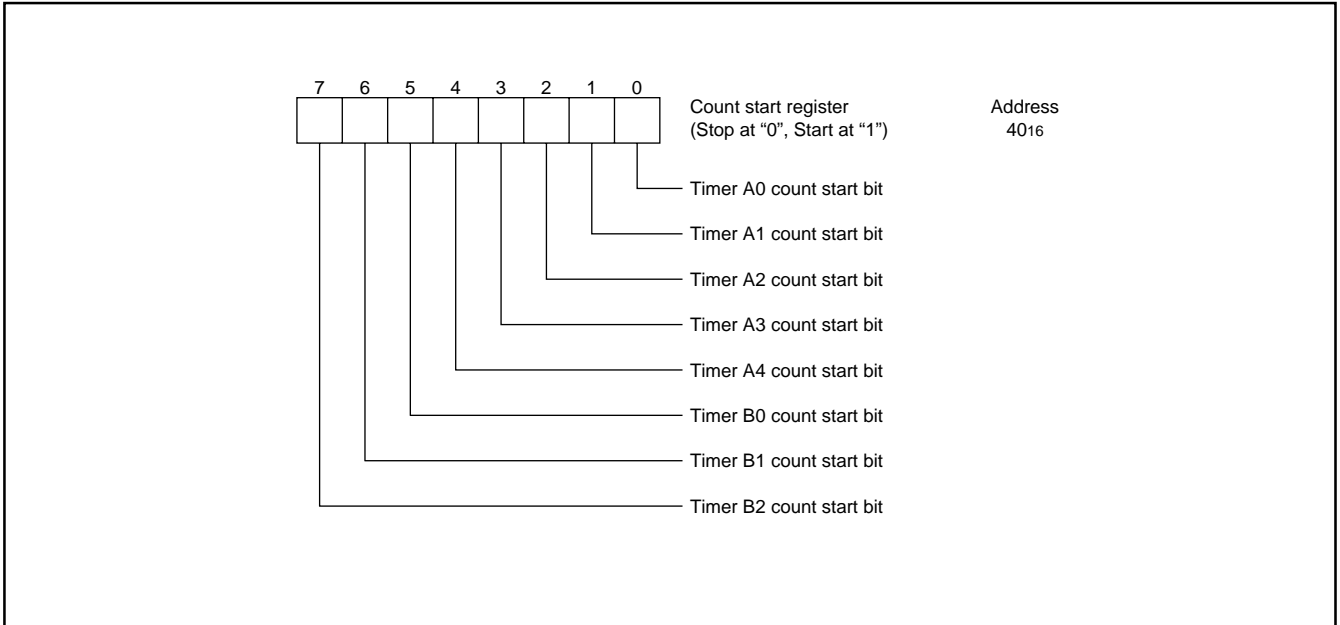 7 6 5 4 3 2 1 0
Count start register Address
(Stop at “0”, Start at “1”) 4016
Timer A0 count start bit
Timer A1 count start bit
Timer A2 count start bit
Timer A3 count start bit
Timer A4 count start bit
Timer B0 count start bit
Timer B1 count start bit
Timer B2 count start bit